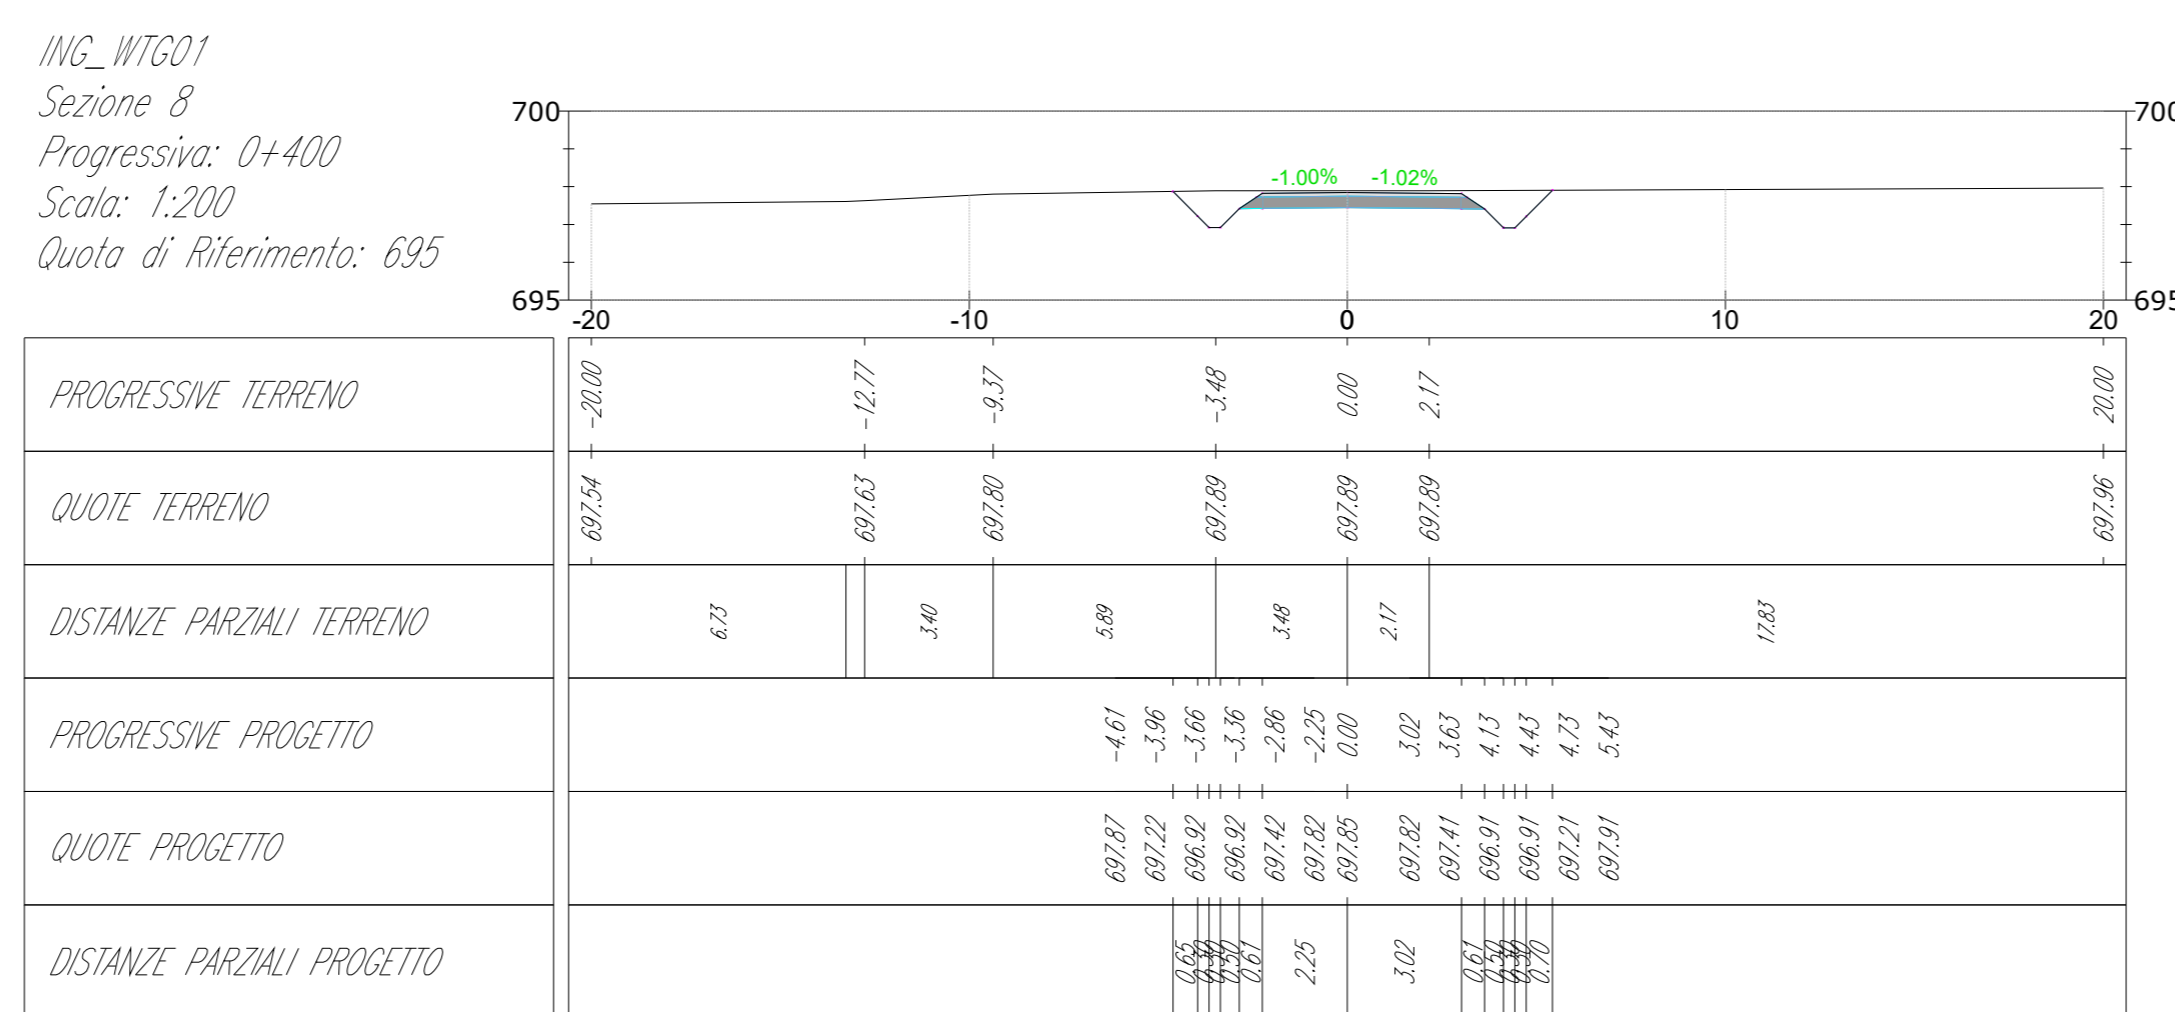 ING_WTG01
Sezione 8
Progressiva: 0+400
Scala: 1:200
Quota di Riferimento: 695
700 700
-1.00% -1.02%
695 695
-20 -10 0 10 20
PROGRESSIVE TERRENO -20.00 -12.77 -9.37 -3.48 0.00 2.17 20.00
QUOTE TERRENO 697.54 697.63 697.80 697.89 697.89 697.89 697.96
DISTANZE PARZIALI TERRENO 6.73 3.40 5.89 3.48 2.17 17.83
PROGRESSIVE PROGETTO -4.61 -3.96 -3.66 -3.36 -2.86 -2.25 0.00 3.02 3.63 4.13 4.43 4.73 5.43
QUOTE PROGETTO 697.87 697.22 696.92 696.92 697.42 697.82 697.85 697.82 697.41 696.91 696.91 697.21 697.91
DISTANZE PARZIALI PROGETTO 0.65 0.50 0.61 2.25 3.02 0.61 0.50 0.70